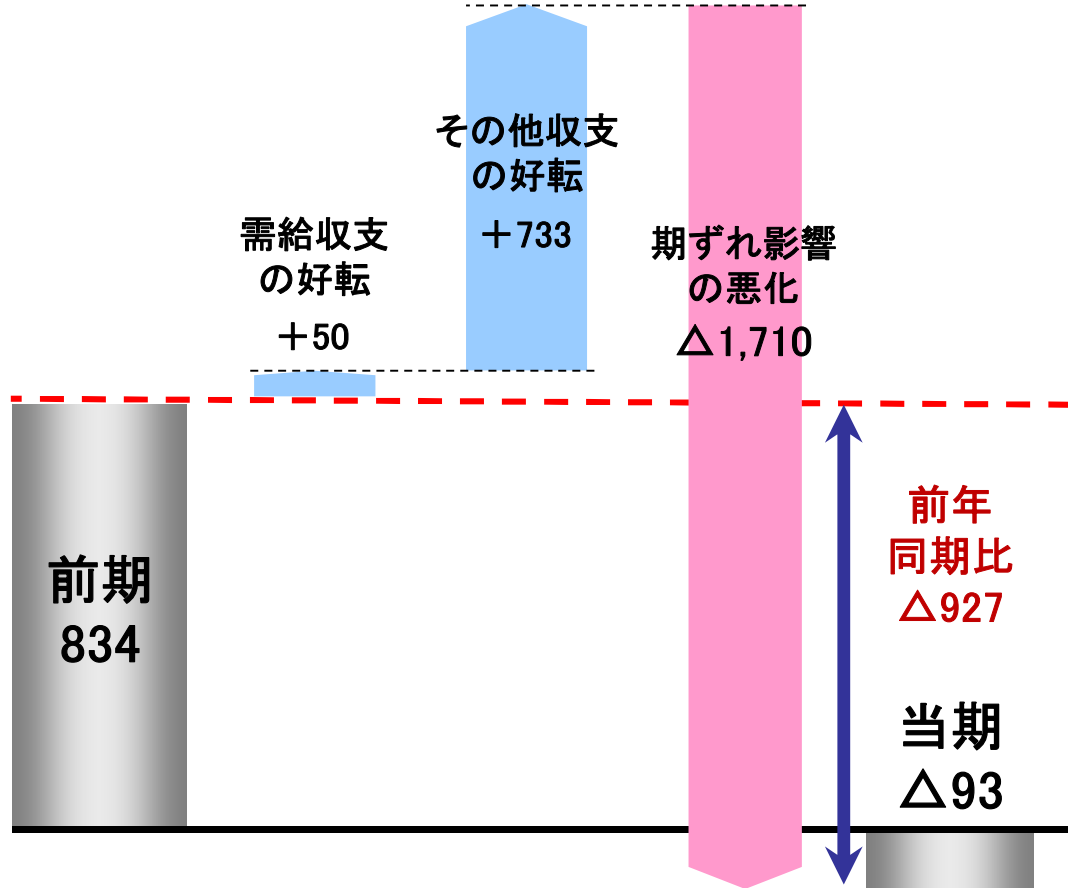 その他収支
の好転
＋733
需給収支
の好転
＋50
期ずれ影響
の悪化
△1,710
前期
834
前年
同期比
△927
当期
△93